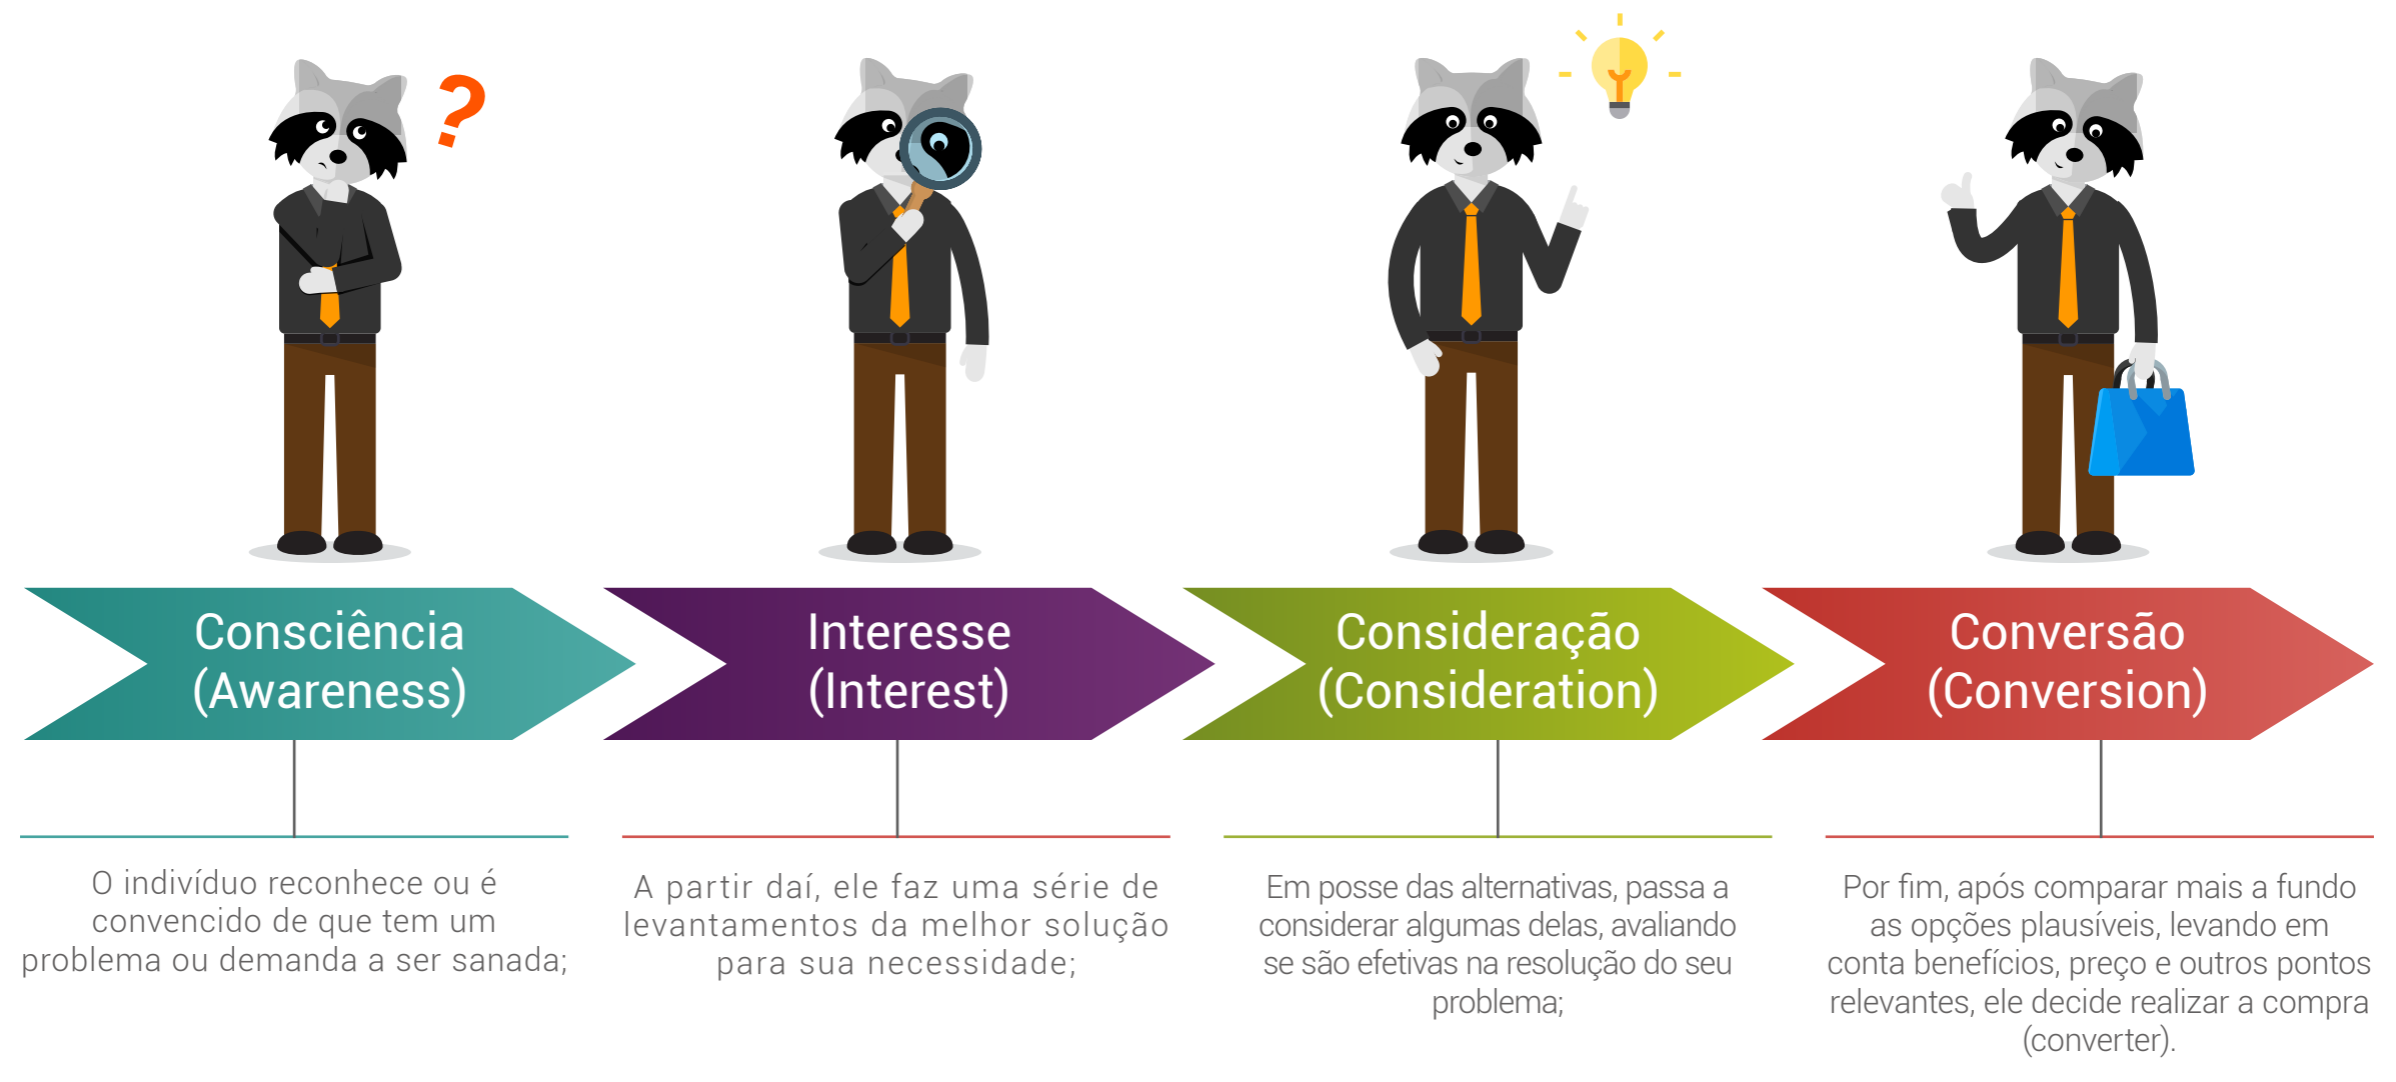 ?
Consciência
(Awareness)
O indivíduo reconhece ou é
convencido de que tem um
problema ou demanda a ser sanada;
Interesse
(Interest)
A partir daí, ele faz uma série de
levantamentos da melhor solução
para sua necessidade;
Consideração
(Consideration)
Em posse das alternativas, passa a
considerar algumas delas, avaliando
se são efetivas na resolução do seu
problema;
Conversão
(Conversion)
Por fim, após comparar mais a fundo
as opções plausíveis, levando em
conta benefícios, preço e outros pontos
relevantes, ele decide realizar a compra
(converter).